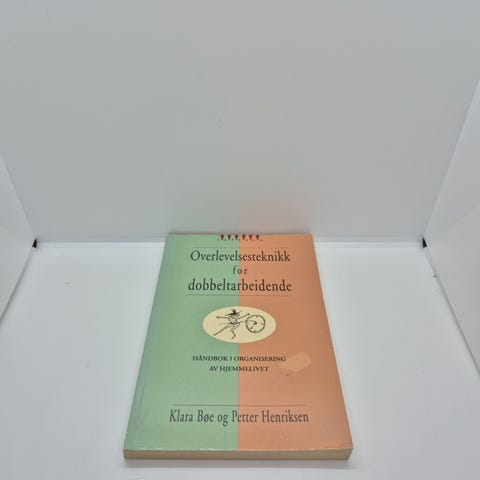 Overlevelsesteknikk
for
dobbeltarbeidende
HÅNDBOK I ORGANISERING
AV HJEMMELIVET
Klara Bøe og Petter Henriksen